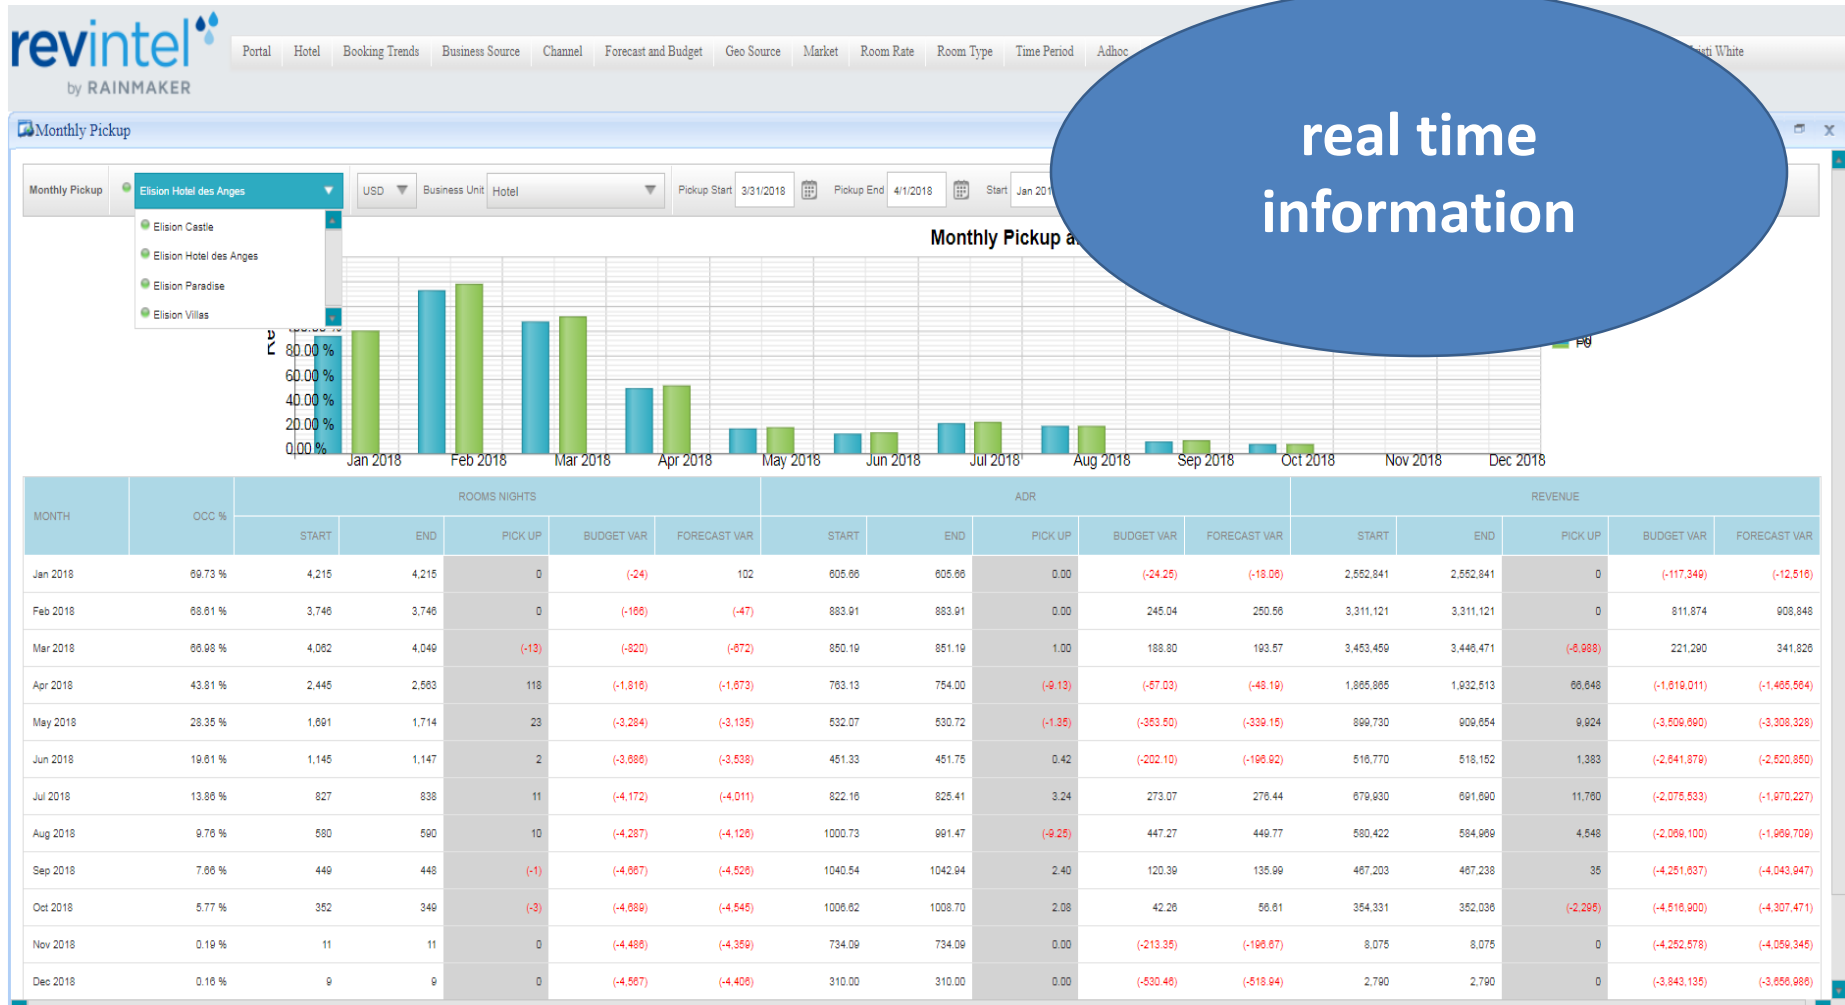 revintel
by RAINMAKER
Portal Hotel Booking Trends Business Source Channel Forecast and Budget Geo Source Market Room Rate Room Type Time Period Adhoc White
real time
information
Monthly Pickup
Monthly Pickup Elision Hotel des Anges USD Business Unit Hotel Pickup Start 3/31/2018 Pickup End 4/1/2018 Start Jan 201
Elision Castle
Elision Hotel des Anges
Elision Paradise
Elision Villas
Monthly Pickup a
80.00 %
60.00 %
40.00 %
20.00 %
0.00 %
Jan 2018 Feb 2018 Mar 2018 Apr 2018 May 2018 Jun 2018 Jul 2018 Aug 2018 Sep 2018 Oct 2018 Nov 2018 Dec 2018
MONTH OCC % ROOMS NIGHTS ADR REVENUE
START END PICK UP BUDGET VAR FORECAST VAR START END PICK UP BUDGET VAR FORECAST VAR START END PICK UP BUDGET VAR FORECAST VAR
Jan 2018 69.73 % 4,215 4,215 0 (-24) 102 605.66 605.66 0.00 (-24.25) (-18.06) 2,552,841 2,552,841 0 (-117,349) (-12,516)
Feb 2018 68.61 % 3,746 3,746 0 (-166) (-47) 883.91 883.91 0.00 245.04 250.56 3,311,121 3,311,121 0 811,874 908,848
Mar 2018 66.98 % 4,062 4,049 (-13) (-820) (-672) 850.19 851.19 1.00 188.80 193.57 3,453,459 3,446,471 (-6,988) 221,290 341,826
Apr 2018 43.81 % 2,445 2,563 118 (-1,816) (-1,673) 763.13 754.00 (-9.13) (-57.03) (-48.19) 1,865,865 1,932,513 66,648 (-1,619,011) (-1,465,564)
May 2018 28.35 % 1,691 1,714 23 (-3,284) (-3,135) 532.07 530.72 (-1.35) (-353.50) (-339.15) 899,730 909,654 9,924 (-3,509,690) (-3,308,328)
Jun 2018 19.61 % 1,145 1,147 2 (-3,686) (-3,538) 451.33 451.75 0.42 (-202.10) (-196.92) 516,770 518,152 1,383 (-2,641,879) (-2,520,850)
Jul 2018 13.86 % 827 838 11 (-4,172) (-4,011) 822.16 825.41 3.24 273.07 276.44 679,930 691,690 11,760 (-2,075,533) (-1,970,227)
Aug 2018 9.76 % 580 590 10 (-4,287) (-4,126) 1000.73 991.47 (-9.25) 447.27 449.77 580,422 584,969 4,548 (-2,069,100) (-1,969,709)
Sep 2018 7.66 % 449 448 (-1) (-4,667) (-4,526) 1040.54 1042.94 2.40 120.39 135.99 467,203 467,238 35 (-4,251,637) (-4,043,947)
Oct 2018 5.77 % 352 349 (-3) (-4,689) (-4,545) 1006.62 1008.70 2.08 42.26 56.61 354,331 352,036 (-2,295) (-4,516,900) (-4,307,471)
Nov 2018 0.19 % 11 11 0 (-4,486) (-4,359) 734.09 734.09 0.00 (-213.35) (-196.67) 8,075 8,075 0 (-4,252,578) (-4,059,345)
Dec 2018 0.16 % 9 9 0 (-4,567) (-4,406) 310.00 310.00 0.00 (-530.46) (-518.94) 2,790 2,790 0 (-3,843,135) (-3,656,986)